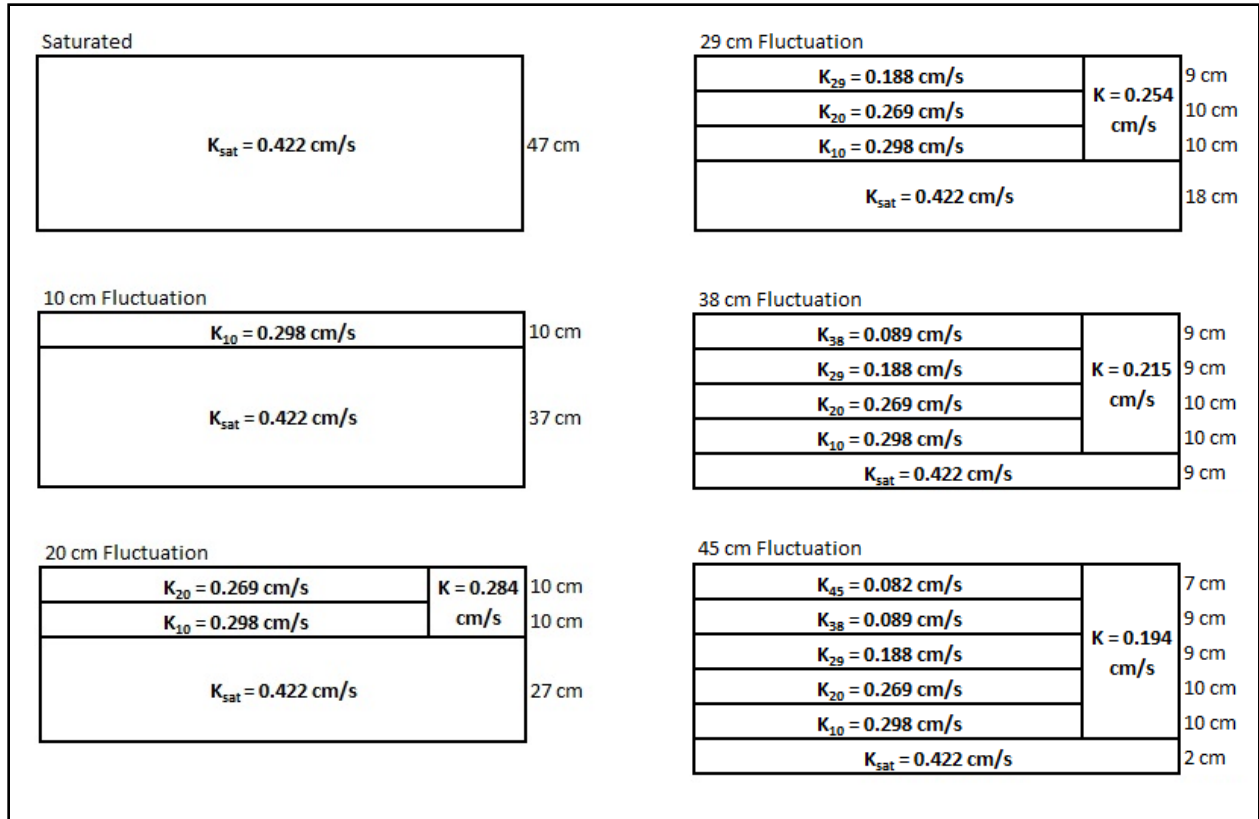 Saturated
K_sat = 0.422 cm/s
47 cm
10 cm Fluctuation
K_10 = 0.298 cm/s
10 cm
K_sat = 0.422 cm/s
37 cm
20 cm Fluctuation
K_20 = 0.269 cm/s
10 cm
K_10 = 0.298 cm/s
10 cm
K = 0.284
cm/s
K_sat = 0.422 cm/s
27 cm
29 cm Fluctuation
K_29 = 0.188 cm/s
9 cm
K_20 = 0.269 cm/s
10 cm
K_10 = 0.298 cm/s
10 cm
K = 0.254
cm/s
K_sat = 0.422 cm/s
18 cm
38 cm Fluctuation
K_38 = 0.089 cm/s
9 cm
K_29 = 0.188 cm/s
9 cm
K_20 = 0.269 cm/s
10 cm
K_10 = 0.298 cm/s
10 cm
K = 0.215
cm/s
K_sat = 0.422 cm/s
9 cm
45 cm Fluctuation
K_45 = 0.082 cm/s
7 cm
K_38 = 0.089 cm/s
9 cm
K_29 = 0.188 cm/s
9 cm
K_20 = 0.269 cm/s
10 cm
K_10 = 0.298 cm/s
10 cm
K = 0.194
cm/s
K_sat = 0.422 cm/s
2 cm